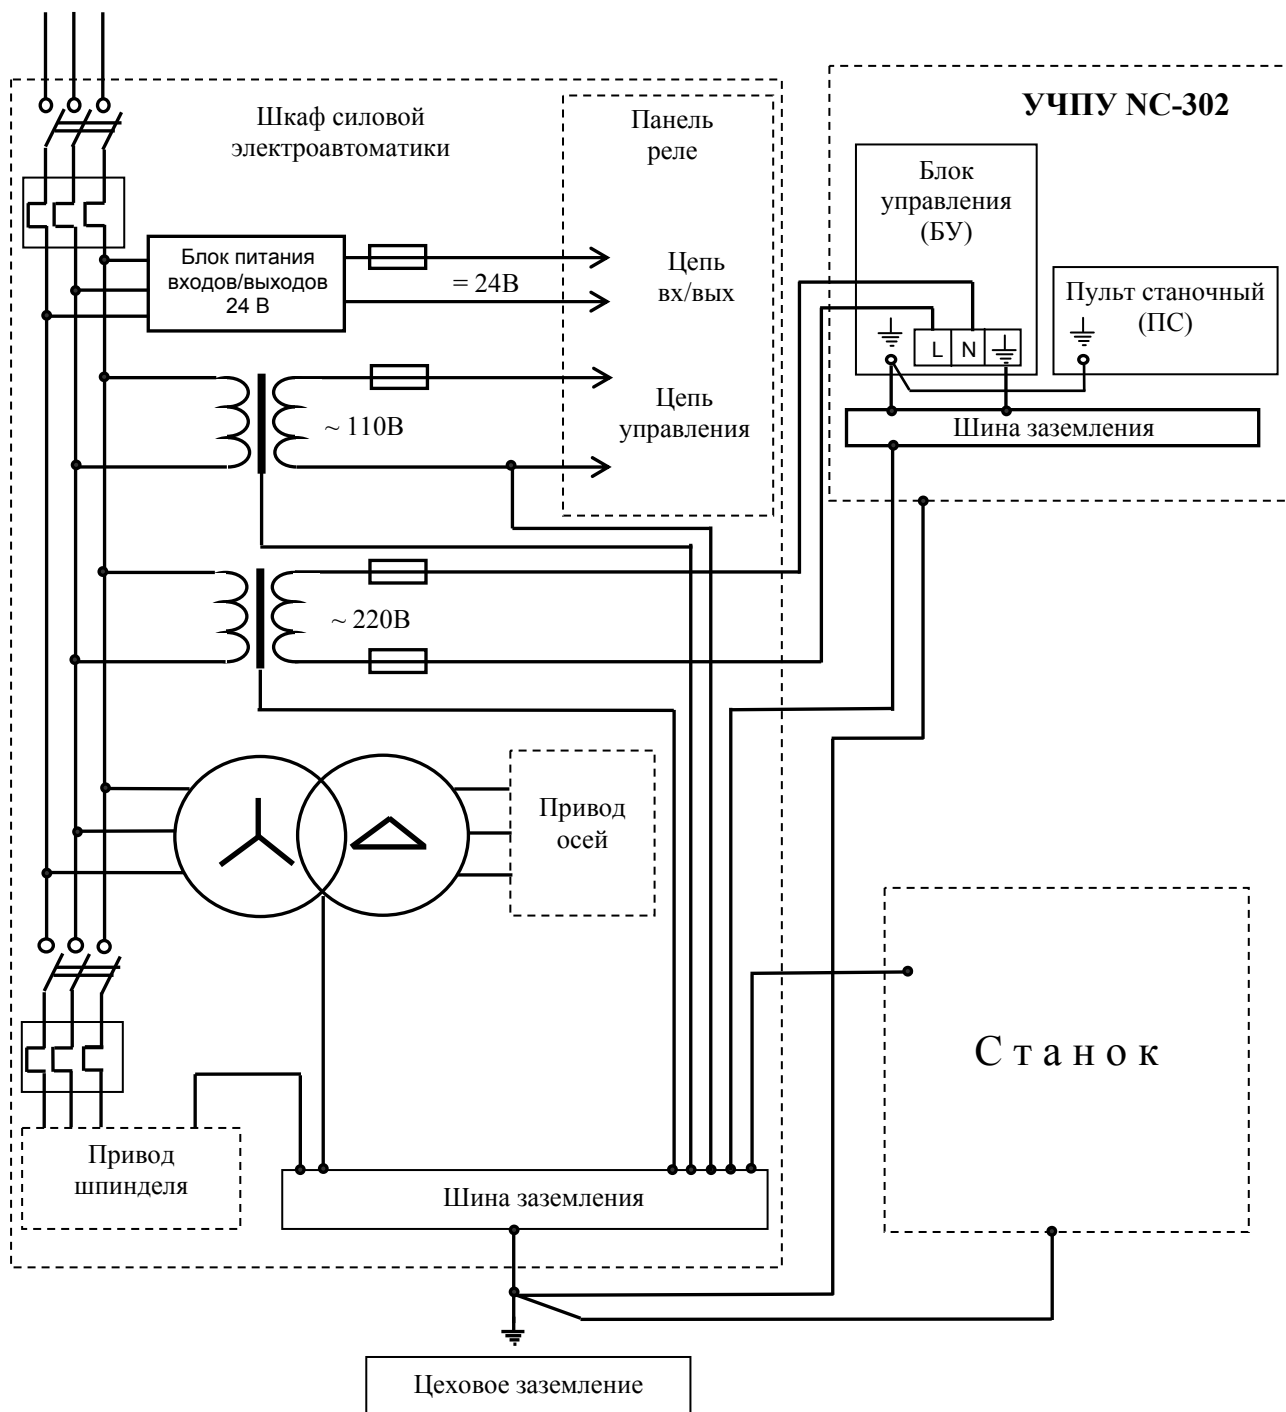 Шкаф силовой
электроавтоматики
Панель
реле
УЧПУ NC-302
Блок
управления
(БУ)
Блок питания
входов/выходов
24 В
= 24В
Цепь
вх/вых
Пульт станочный
(ПС)
L N
~ 110В
Цепь
управления
Шина заземления
~ 220В
Привод
осей
Станок
Привод
шпинделя
Шина заземления
Цеховое заземление